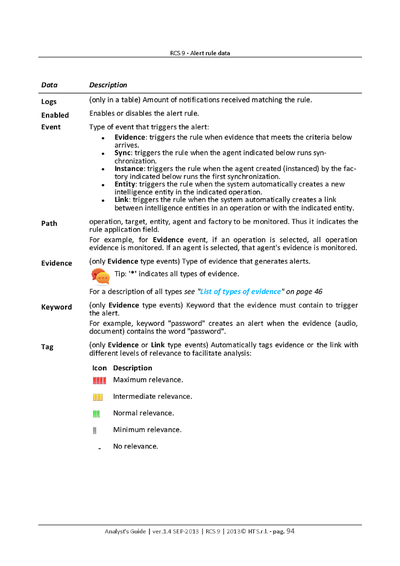 RCS 9 - Alert rule data
Data Description
Logs (only in a table) Amount of notifications received matching the rule.
Enabled Enables or disables the alert rule.
Event Type of event that triggers the alert:
• Evidence: triggers the rule when evidence that meets the criteria below
arrives.
• Sync: triggers the rule when the agent indicated below runs syn-
chronization.
• Instance: triggers the rule when the agent created (instanced) by the fac-
tory indicated below runs the first synchronization.
• Entity: triggers the rule when the system automatically creates a new
intelligence entity in the indicated operation.
• Link: triggers the rule when the system automatically creates a link
between intelligence entities in an operation or with the indicated entity.
Path operation, target, entity, agent and factory to be monitored. Thus it indicates the
rule application field.
For example, for Evidence event, if an operation is selected, all operation
evidence is monitored. If an agent is selected, that agent's evidence is monitored.
Evidence (only Evidence type events) Type of evidence that generates alerts.
Tip: '*' indicates all types of evidence.
For a description of all types see "List of types of evidence" on page 46
Keyword (only Evidence type events) Keyword that the evidence must contain to trigger
the alert.
For example, keyword "password" creates an alert when the evidence (audio,
document) contains the word "password".
Tag (only Evidence or Link type events) Automatically tags evidence or the link with
different levels of relevance to facilitate analysis:
Icon Description
Maximum relevance.
Intermediate relevance.
Normal relevance.
Minimum relevance.
- No relevance.
Analyst's Guide | ver.1.4 SEP-2013 | RCS 9 | 2013© HT S.r.l. - pag. 94